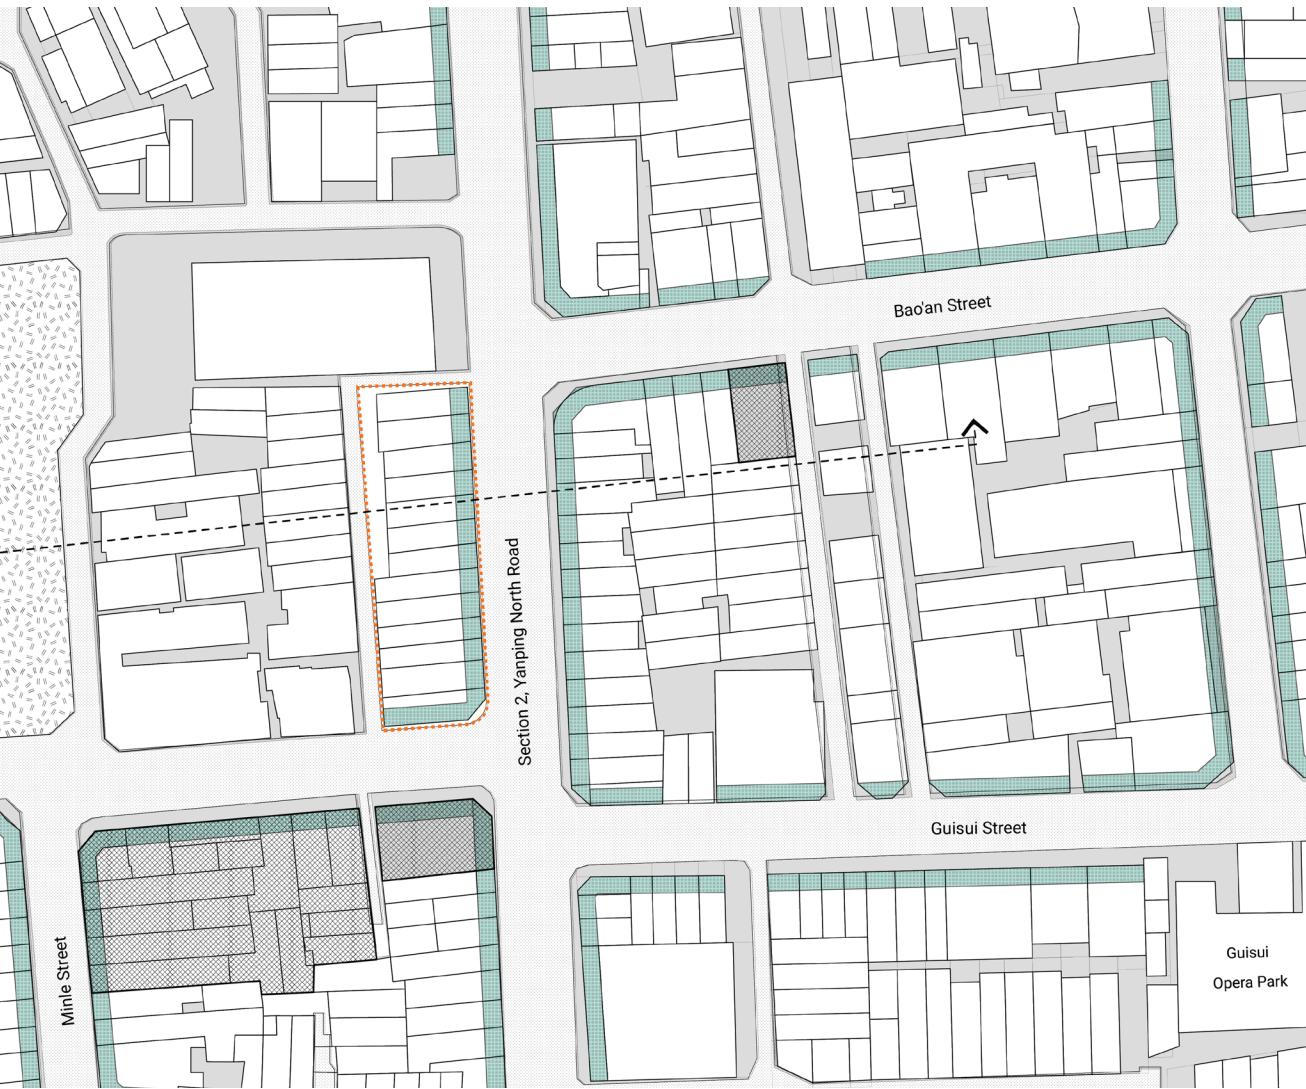 Bao'an Street
Section 2, Yanping North Road
Guisui Street
Minle Street
Guisui
Opera Park